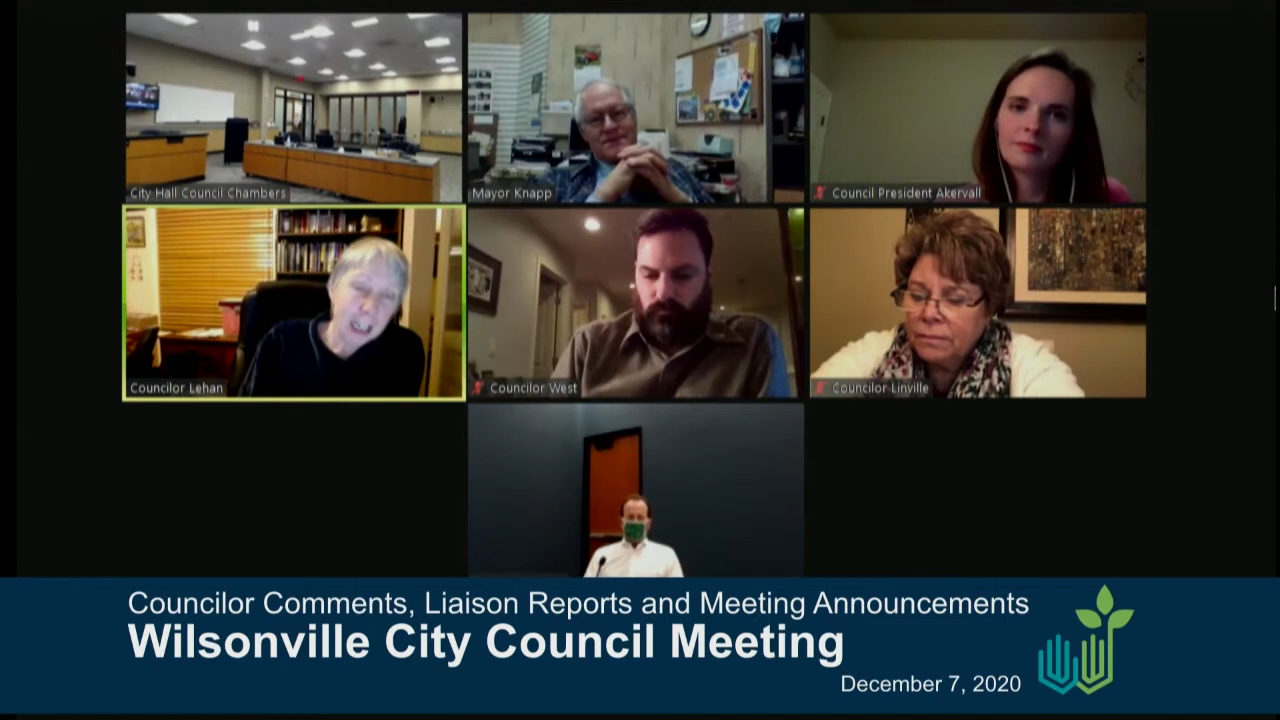 City Hall Council Chambers
Mayor Knapp
Council President Akervall
Councilor Lehan
Councilor West
Councilor Linville
Councilor Comments, Liaison Reports and Meeting Announcements
Wilsonville City Council Meeting
December 7, 2020